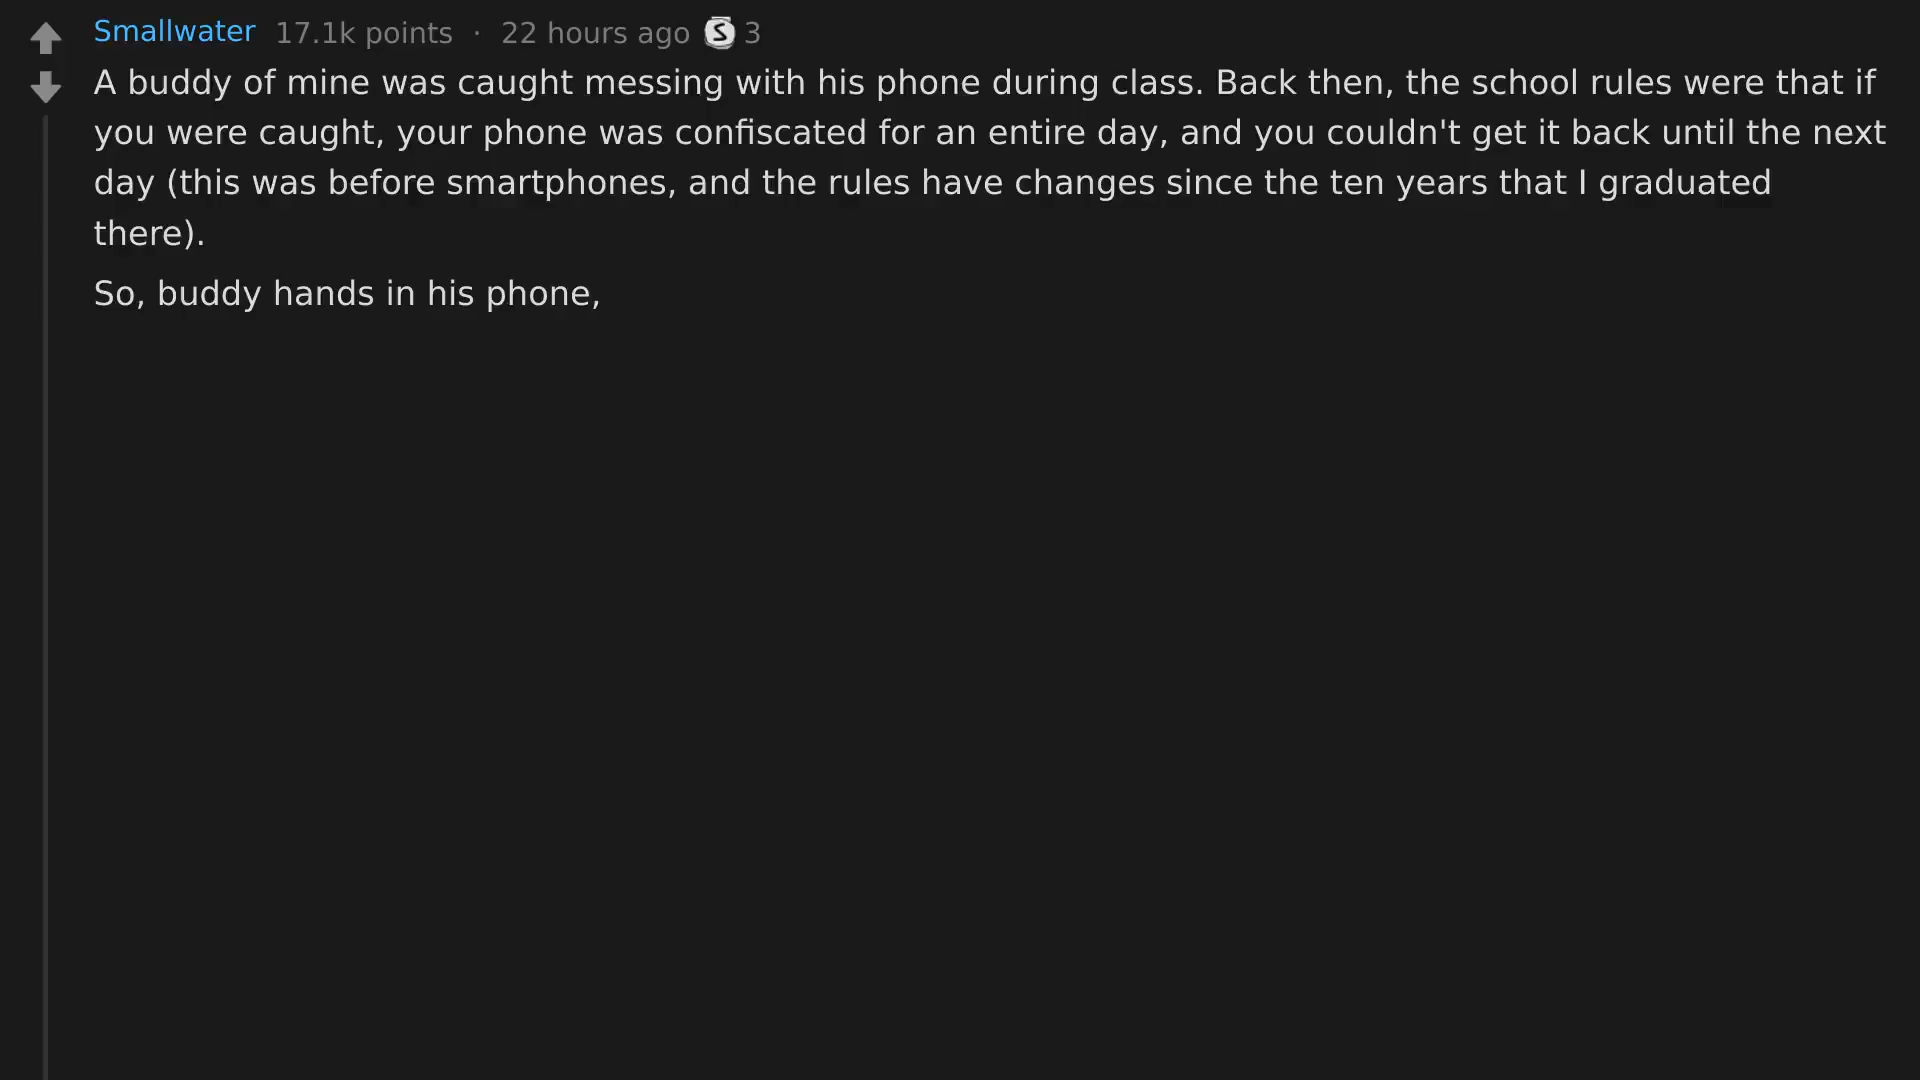 Smallwater 17.1k points · 22 hours ago S 3
A buddy of mine was caught messing with his phone during class. Back then, the school rules were that if
you were caught, your phone was confiscated for an entire day, and you couldn't get it back until the next
day (this was before smartphones, and the rules have changes since the ten years that I graduated
there).
So, buddy hands in his phone,